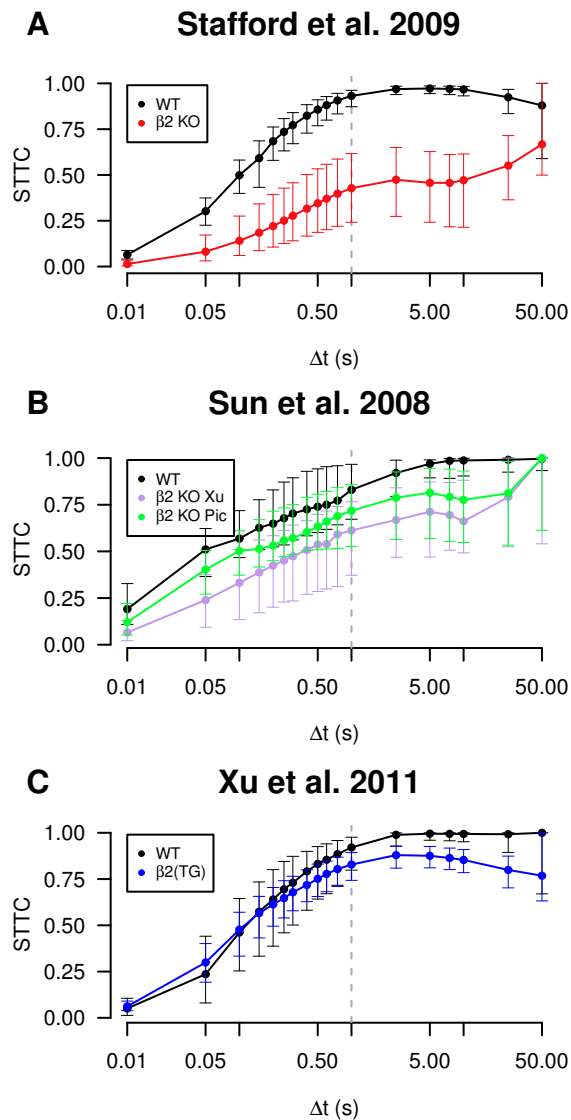 A
Stafford et al. 2009
1.00
0.75
0.50
0.25
0.00
STTC
WT
β2 KO
0.01
0.05
0.50
5.00
50.00
Δt (s)
B
Sun et al. 2008
1.00
0.75
0.50
0.25
0.00
STTC
WT
β2 KO Xu
β2 KO Pic
0.01
0.05
0.50
5.00
50.00
Δt (s)
C
Xu et al. 2011
1.00
0.75
0.50
0.25
0.00
STTC
WT
β2(TG)
0.01
0.05
0.50
5.00
50.00
Δt (s)